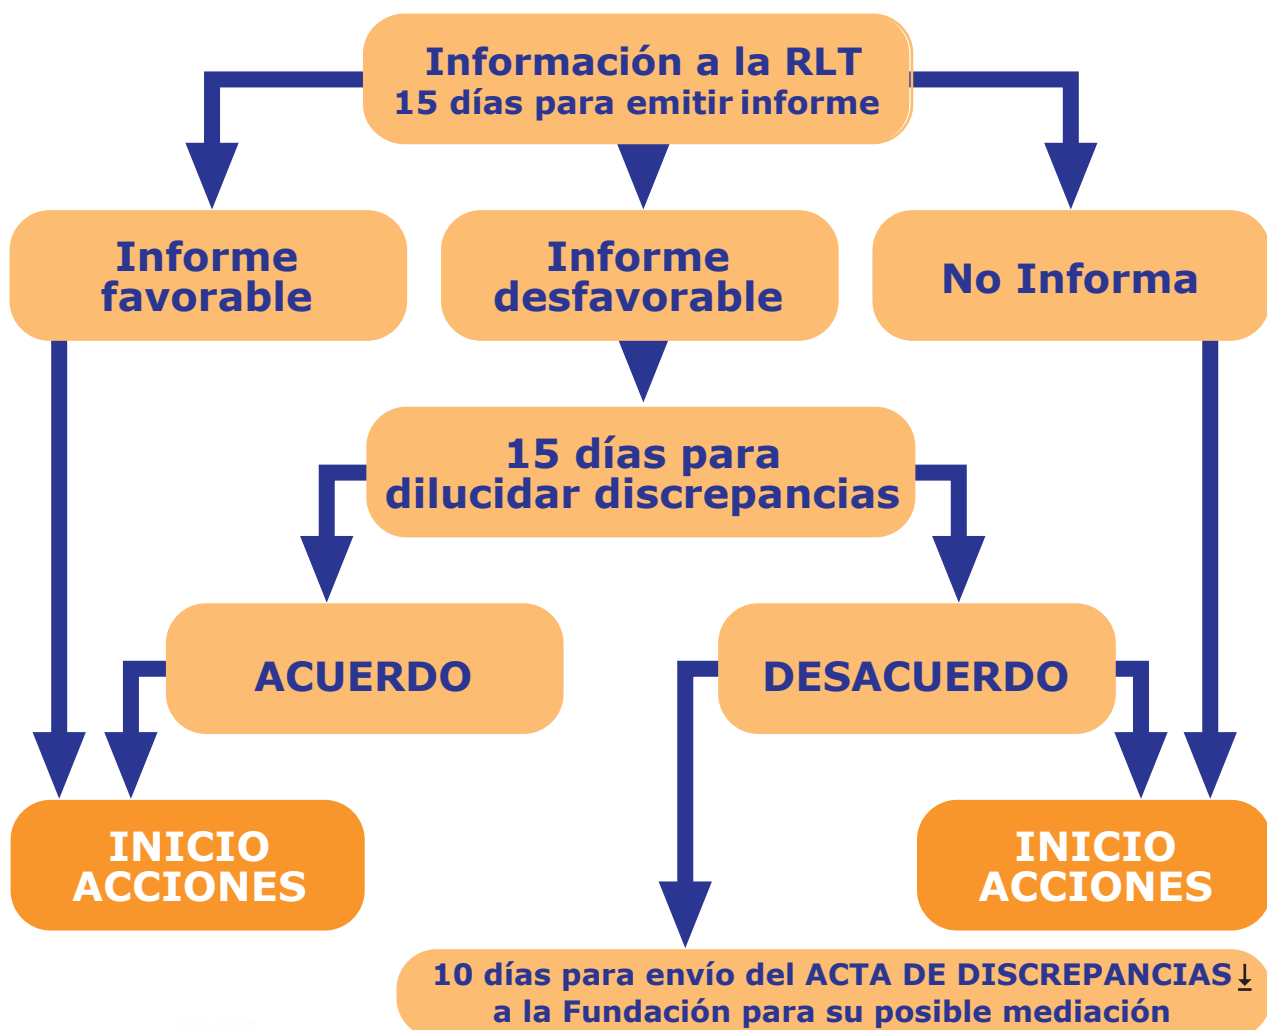 Información a la RLT
15 días para emitir informe
Informe
favorable
Informe
desfavorable
No Informa
15 días para
dilucidar discrepancias
ACUERDO
DESACUERDO
INICIO
ACCIONES
INICIO
ACCIONES
10 días para envío del ACTA DE DISCREPANCIAS
a la Fundación para su posible mediación